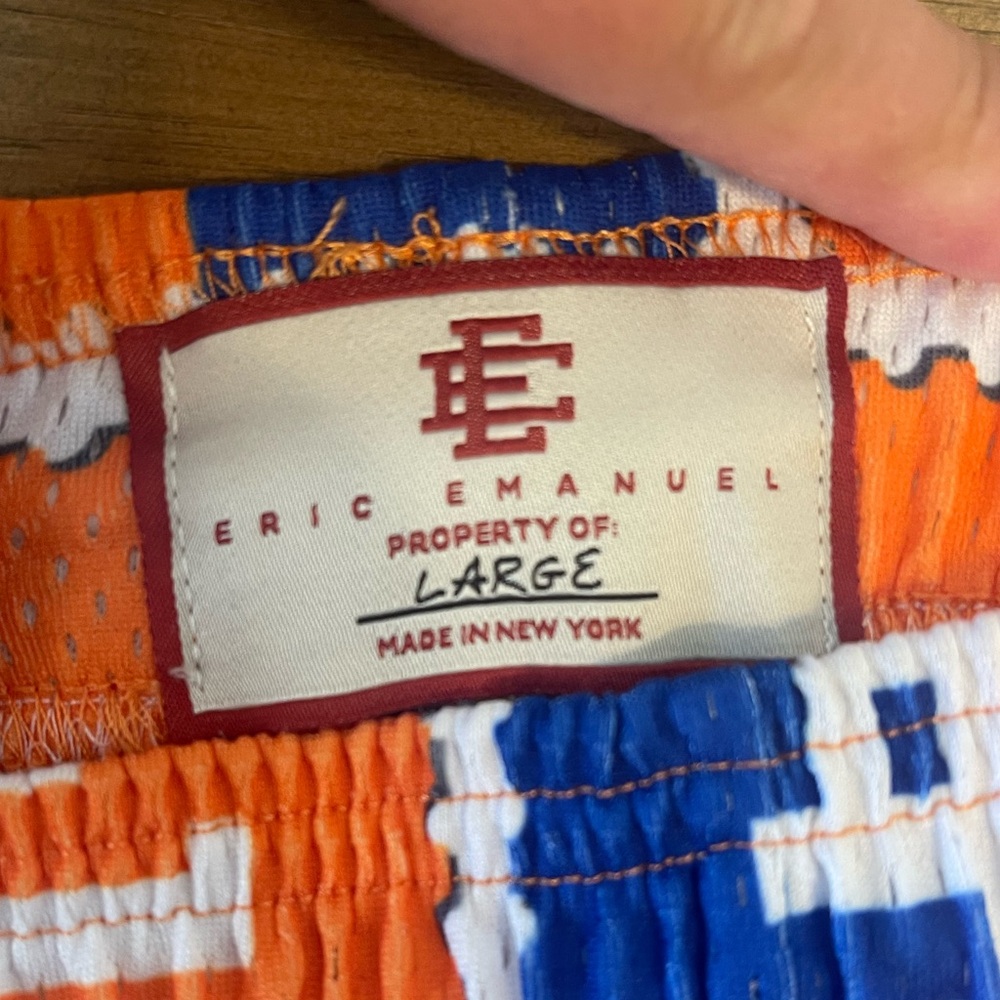 EE
ERIC EMANUEL
PROPERTY OF:
LARGE
MADE IN NEW YORK